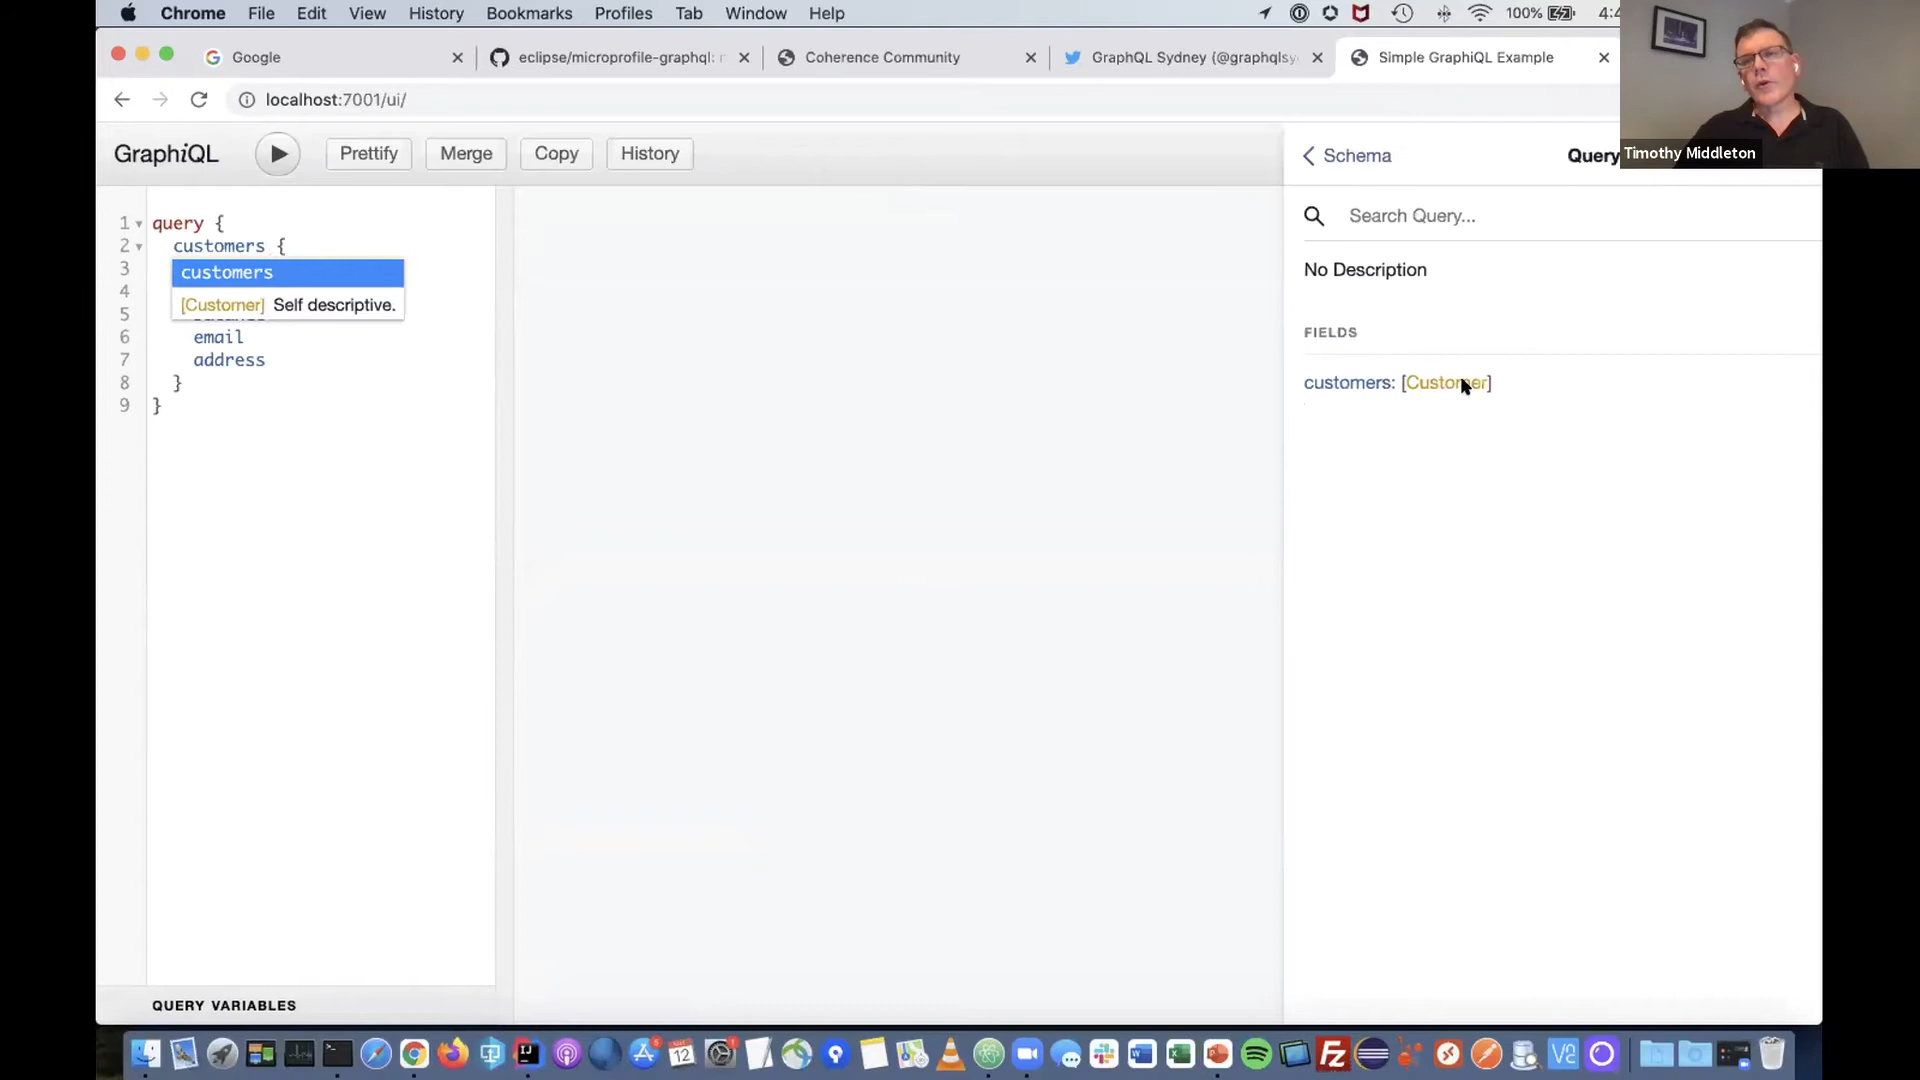 Chrome File Edit View History Bookmarks Profiles Tab Window Help 100% 4:4
Google
eclipse/microprofile-graphql:
Coherence Community
GraphQL Sydney (@graphqlsy
Simple GraphiQL Example
localhost:7001/ui/
GraphiQL Prettify Merge Copy History
Schema
Query
Timothy Middleton
Search Query...
No Description
FIELDS
customers: [Customer]
1 query {
2 customers {
3
4
5
6 email
7 address
8 }
9 }
customers
[Customer] Self descriptive.
QUERY VARIABLES
12